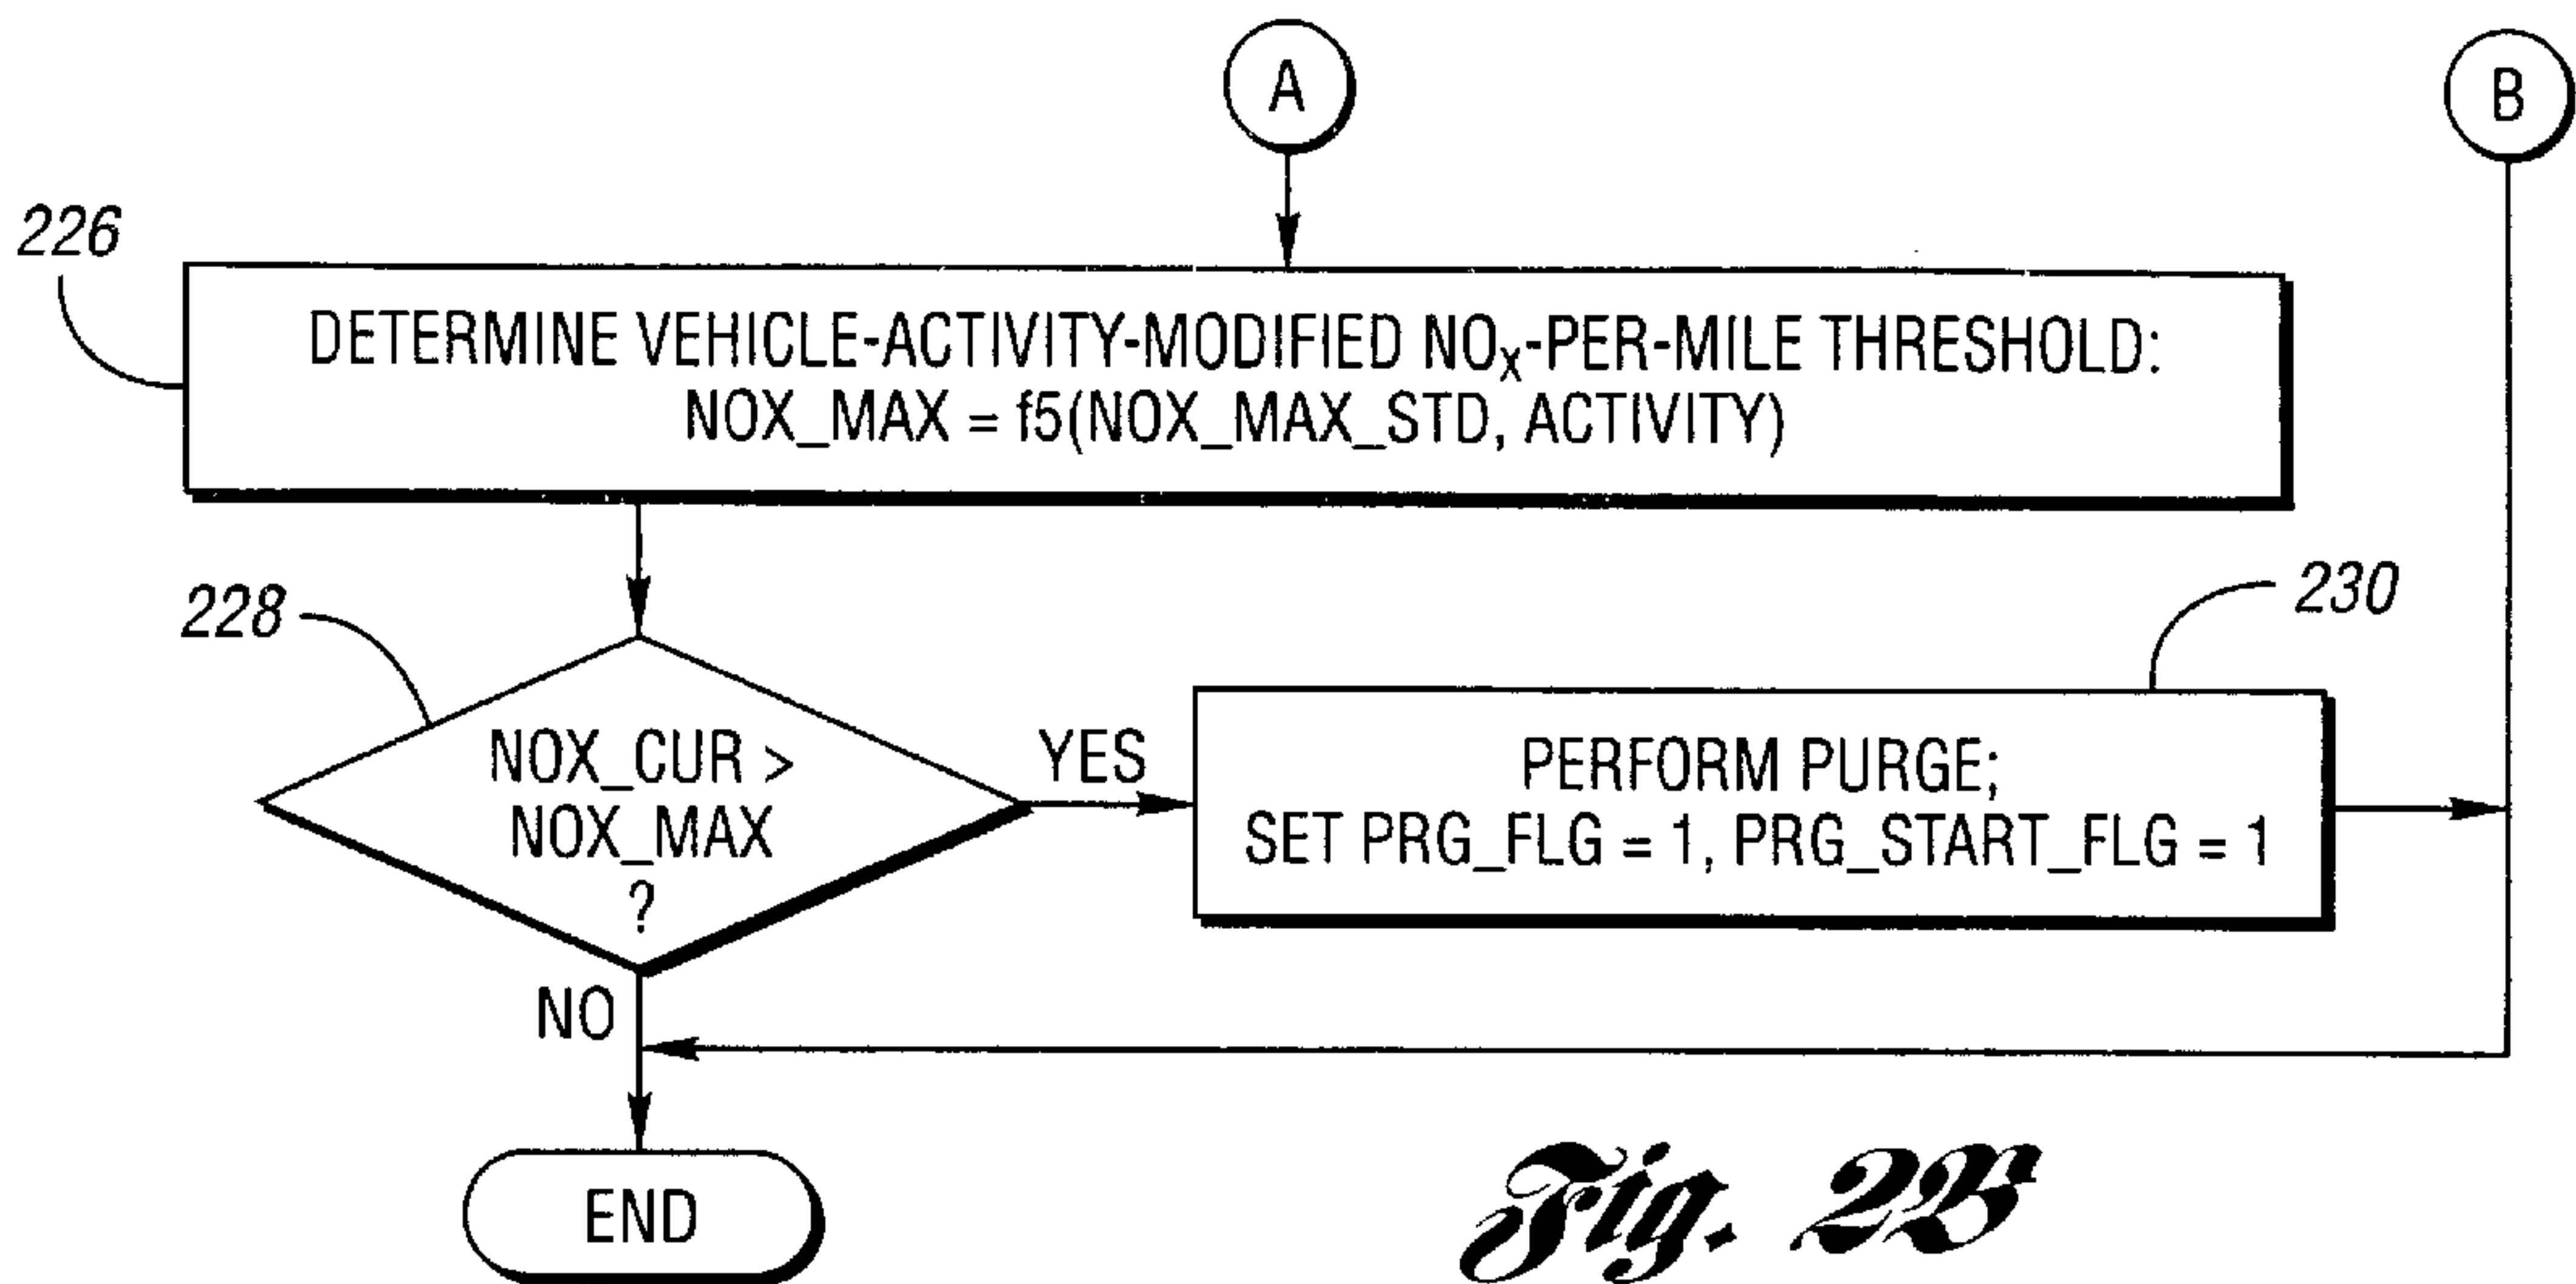 A
B
226
DETERMINE VEHICLE-ACTIVITY-MODIFIED NOX-PER-MILE THRESHOLD:
NOX_MAX = f5(NOX_MAX_STD, ACTIVITY)
228
NOX_CUR >
NOX_MAX
?
YES
230
PERFORM PURGE;
SET PRG_FLG = 1, PRG_START_FLG = 1
NO
END
Fig. 2B